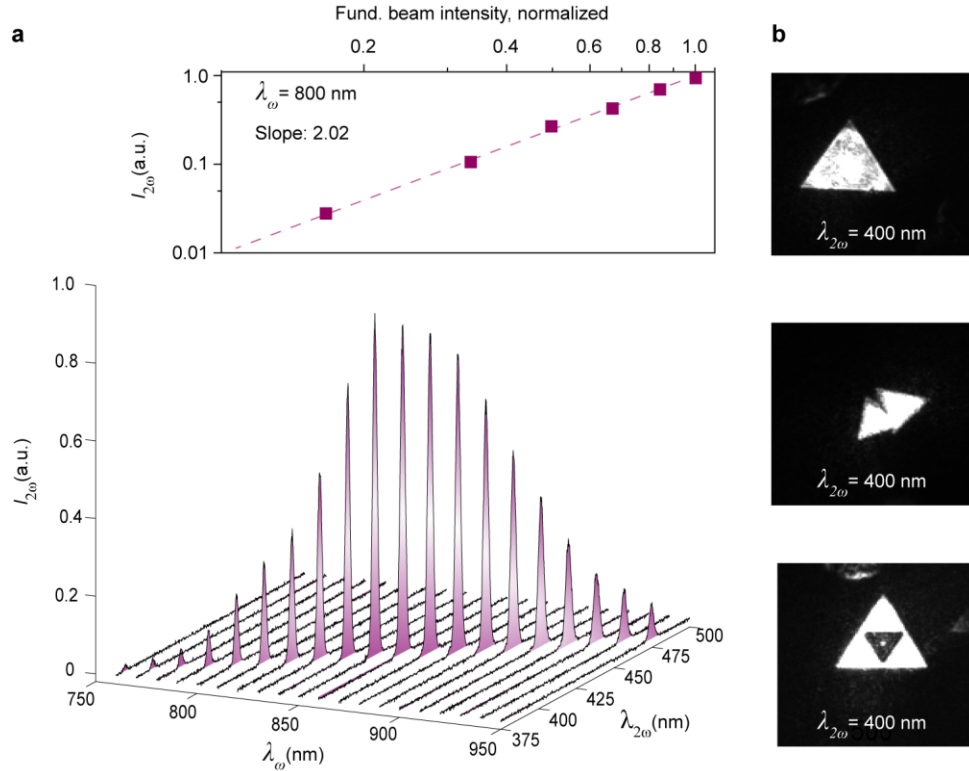 a
Fund. beam intensity, normalized
0.2 0.4 0.6 0.8 1.0
1.0
0.1
0.01
I2ω(a.u.)
λω= 800 nm
Slope: 2.02
1.0
0.8
0.6
0.4
0.2
0
I2ω(a.u.)
750 800 850 900 950
λω(nm)
375 400 425 450 475 500
λ2ω(nm)
b
λ2ω= 400 nm
λ2ω= 400 nm
λ2ω= 400 nm
500